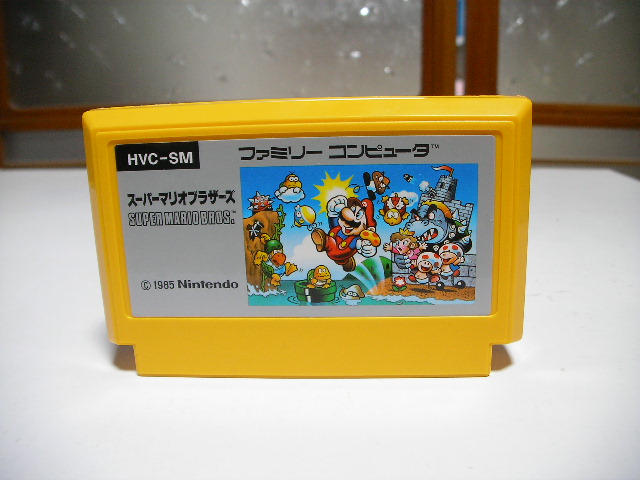 HVC-SM
ファミリー コンピュータ™
スーパーマリオブラザーズ
SUPER MARIO BROS.™
© 1985 Nintendo